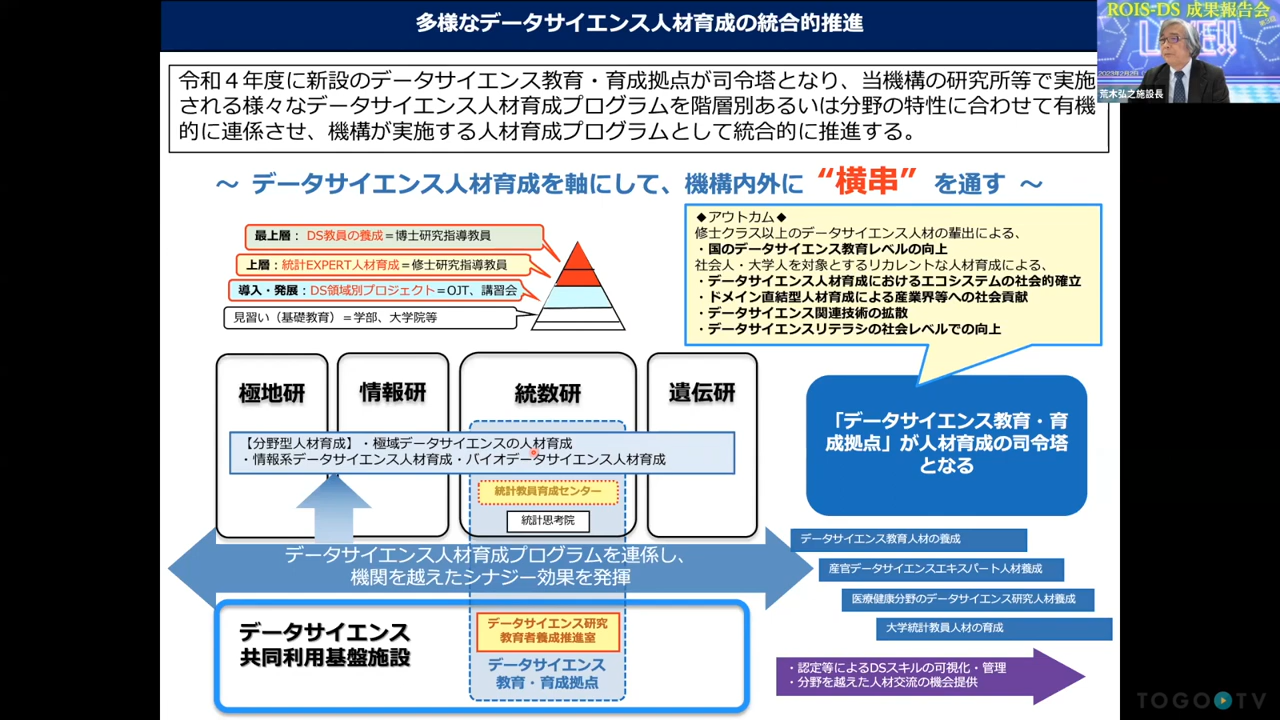 多様なデータサイエンス人材育成の統合的推進
ROIS-DS 成果報告会
荒木弘之施設長
令和４年度に新設のデータサイエンス教育・育成拠点が司令塔となり、当機構の研究所等で実施
される様々なデータサイエンス人材育成プログラムを階層別あるいは分野の特性に合わせて有機
的に連係させ、機構が実施する人材育成プログラムとして統合的に推進する。
～ データサイエンス人材育成を軸にして、機構内外に “横串” を通す ～
最上層： DS教員の養成＝博士研究指導教員
上層：統計EXPERT人材育成＝修士研究指導教員
導入・発展：DS領域別プロジェクト＝OJT、講習会
見習い（基礎教育）＝学部、大学院等
◆アウトカム◆
修士クラス以上のデータサイエンス人材の輩出による、
・国のデータサイエンス教育レベルの向上
社会人・大学人を対象とするリカレントな人材育成による、
・データサイエンス人材育成におけるエコシステムの社会的確立
・ドメイン直結型人材育成による産業界等への社会貢献
・データサイエンス関連技術の拡散
・データサイエンスリテラシの社会レベルでの向上
極地研
情報研
統数研
遺伝研
【分野型人材育成】・極域データサイエンスの人材育成
・情報系データサイエンス人材育成・バイオデータサイエンス人材育成
統計教員育成センター
統計思考院
「データサイエンス教育・育
成拠点」が人材育成の司令塔
となる
データサイエンス人材育成プログラムを連係し、
機関を越えたシナジー効果を発揮
データサイエンス教育人材の養成
産官データサイエンスエキスパート人材養成
医療健康分野のデータサイエンス研究人材養成
大学統計教員人材の育成
データサイエンス
共同利用基盤施設
データサイエンス研究
教育者養成推進室
データサイエンス
教育・育成拠点
・認定等によるDSスキルの可視化・管理
・分野を越えた人材交流の機会提供
TOGO TV